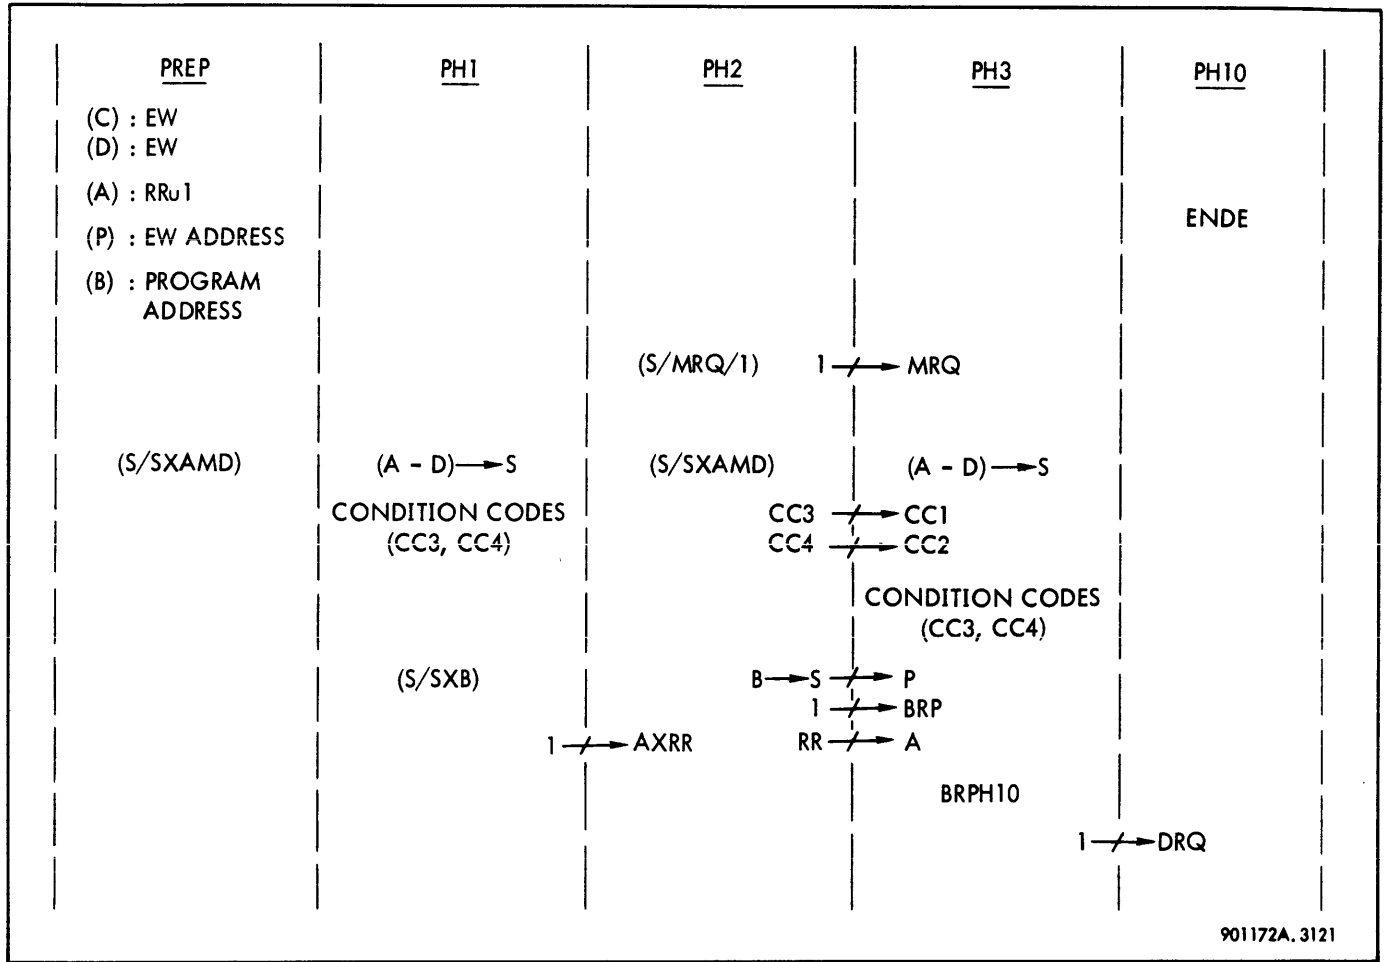 PREP PH1 PH2 PH3 PH10
(C) : EW
(D) : EW
(A) : RRu1
(P) : EW ADDRESS
ENDE
(B) : PROGRAM
ADDRESS
(S/MRQ/1) 1 → MRQ
(S/SXAMD) (A - D) → S (S/SXAMD) (A - D) → S
CONDITION CODES
(CC3, CC4)
CC3 → CC1
CC4 → CC2
CONDITION CODES
(CC3, CC4)
(S/SXB) B → S → P
1 → BRP
1 → AXRR RR → A
BRPH10
1 → DRQ
901172A. 3121